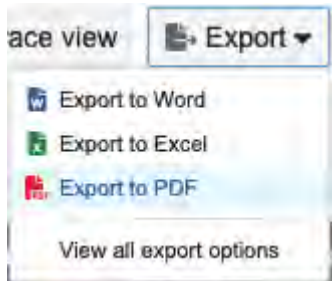 ace view Export
Export to Word
Export to Excel
Export to PDF
View all export options